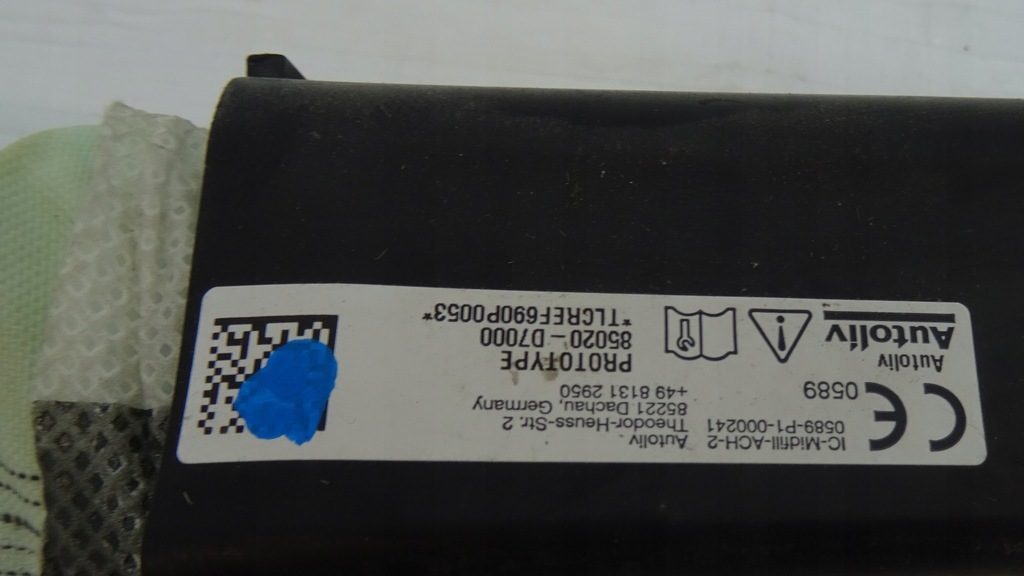 Autoliv
Autoliv
CE 0589
IC-Midfill-ACH-2
0589-P1-000241
Autoliv
Theodor-Heuss-Str. 2
85221 Dachau, Germany
+49 8131 2950
PROTOTYPE
85020-D7000
*TLGREF690P0053*